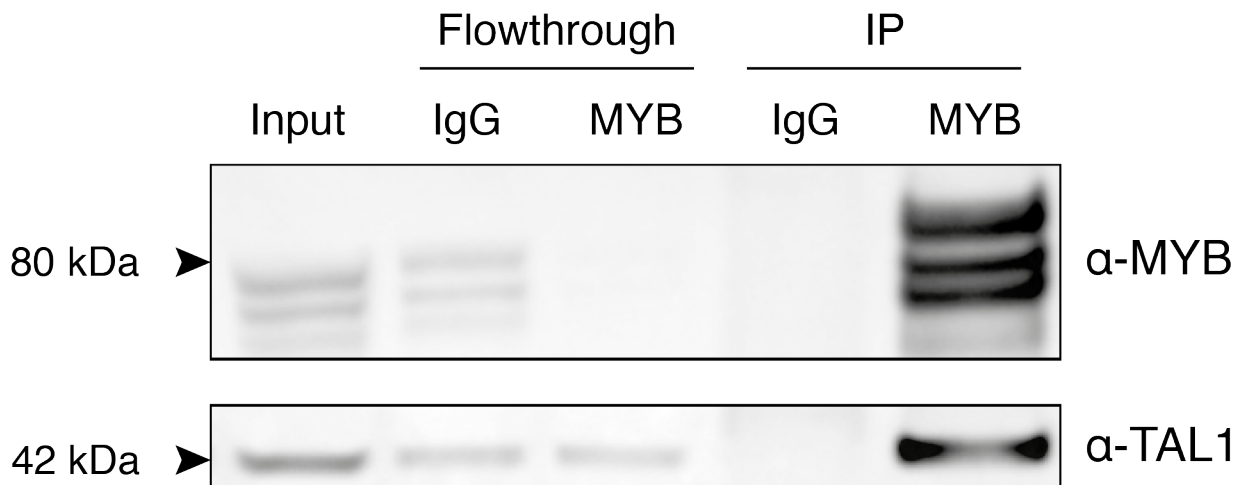 Flowthrough IP
Input IgG MYB IgG MYB
80 kDa α-MYB
42 kDa α-TAL1